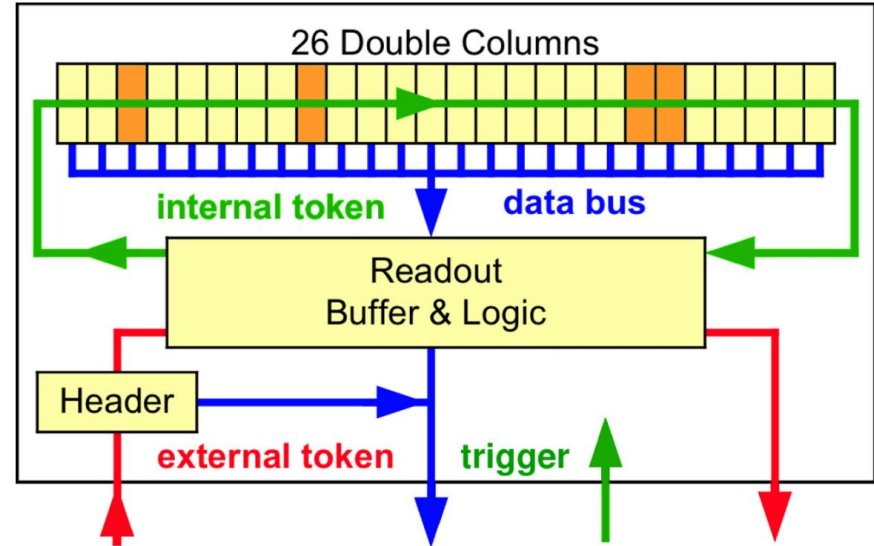 26 Double Columns
internal token
data bus
Readout
Buffer & Logic
Header
external token
trigger